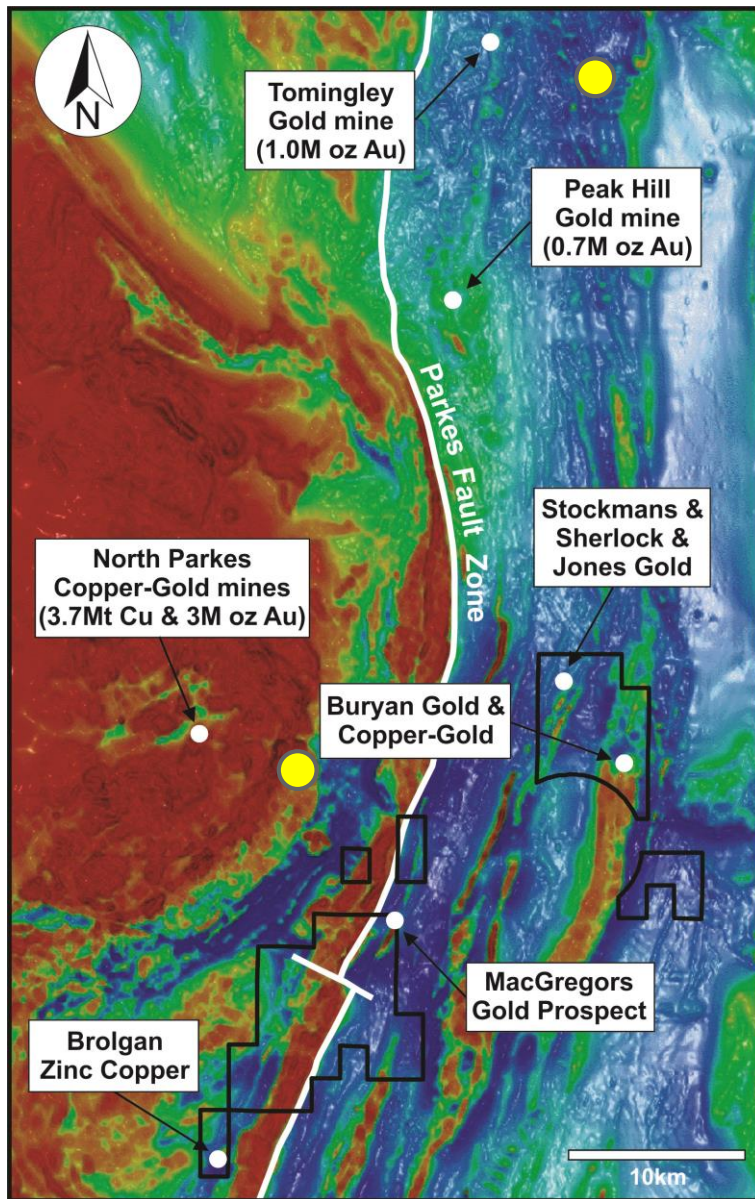 N
Tomingley
Gold mine
(1.0M oz Au)
Peak Hill
Gold mine
(0.7M oz Au)
Parkes Fault Zone
Stockmans &
Sherlock &
Jones Gold
North Parkes
Copper-Gold mines
(3.7Mt Cu & 3M oz Au)
Buryan Gold &
Copper-Gold
MacGregors
Gold Prospect
Brolgan
Zinc Copper
10km